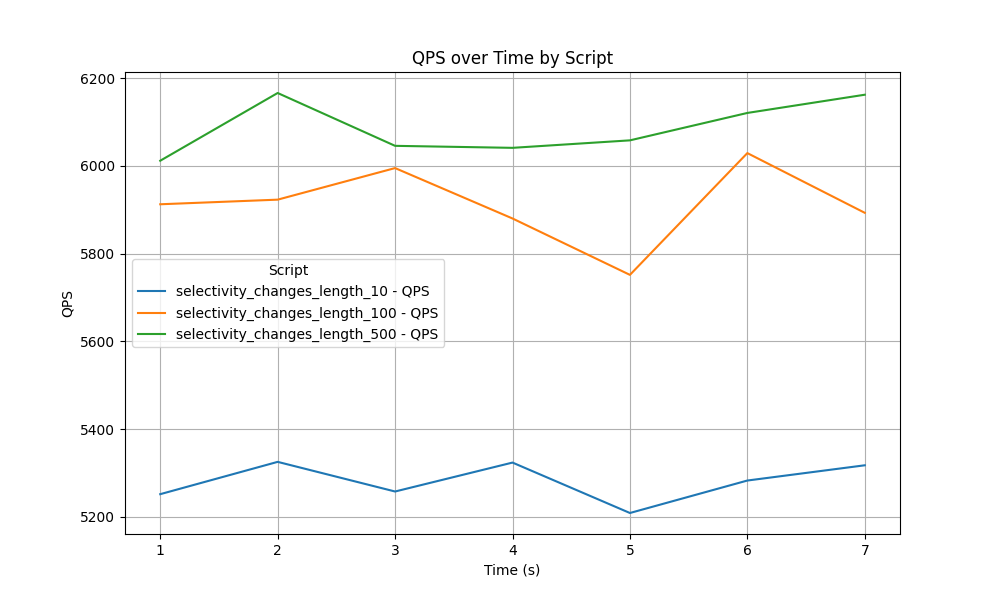 QPS over Time by Script
QPS
6200
6000
5800
5600
5400
5200
Script
selectivity_changes_length_10 - QPS
selectivity_changes_length_100 - QPS
selectivity_changes_length_500 - QPS
1 2 3 4 5 6 7
Time (s)